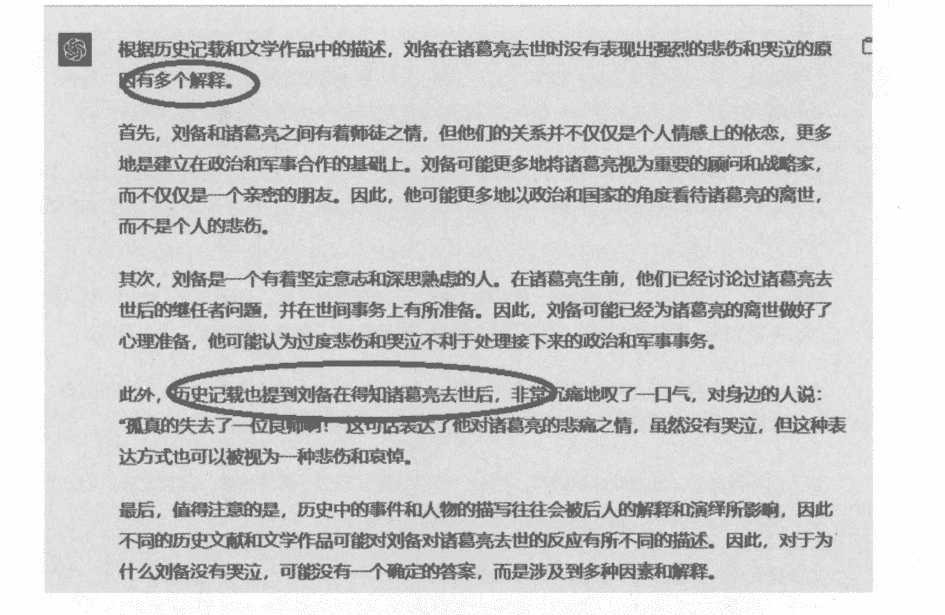 根据历史记载和文学作品中的描述，刘备在诸葛亮去世时没有表现出强烈的悲伤和哭泣的原
因有多个解释。
首先，刘备和诸葛亮之间有着师徒之情，但他们的关系并不仅仅是个人情感上的依恋，更多
地是建立在政治和军事合作的基础上。刘备可能更多地将诸葛亮视为重要的顾问和战略家，
而不仅仅是一个亲密的朋友。因此，他可能更多地以政治和国家的角度看待诸葛亮的离世，
而不是个人的悲伤。
其次，刘备是一个有着坚定意志和深思熟虑的人。在诸葛亮生前，他们已经讨论过诸葛亮去
世后的继任者问题，并在世间事务上有所准备。因此，刘备可能已经为诸葛亮的离世做好了
心理准备，他可能认为过度悲伤和哭泣不利于处理接下来的政治和军事事务。
此外，历史记载也提到刘备在得知诸葛亮去世后，非常沉痛地叹了一口气，对身边的人说：
“孤真的失去了一位良师啊！”这句话表达了他对诸葛亮的悲痛之情，虽然没有哭泣，但这种表
达方式也可以被视为一种悲伤和哀悼。
最后，值得注意的是，历史中的事件和人物的描写往往会被后人的解释和演绎所影响，因此
不同的历史文献和文学作品可能对刘备对诸葛亮去世的反应有所不同的描述。因此，对于为
什么刘备没有哭泣，可能没有一个确定的答案，而是涉及到多种因素和解释。